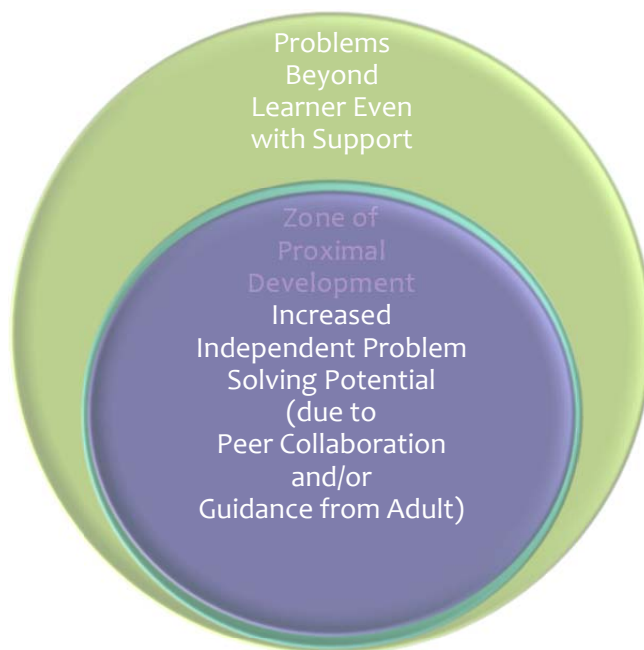 Problems
Beyond
Learner Even
with Support
Zone of
Proximal
Development
Increased
Independent Problem
Solving Potential
(due to
Peer Collaboration
and/or
Guidance from Adult)